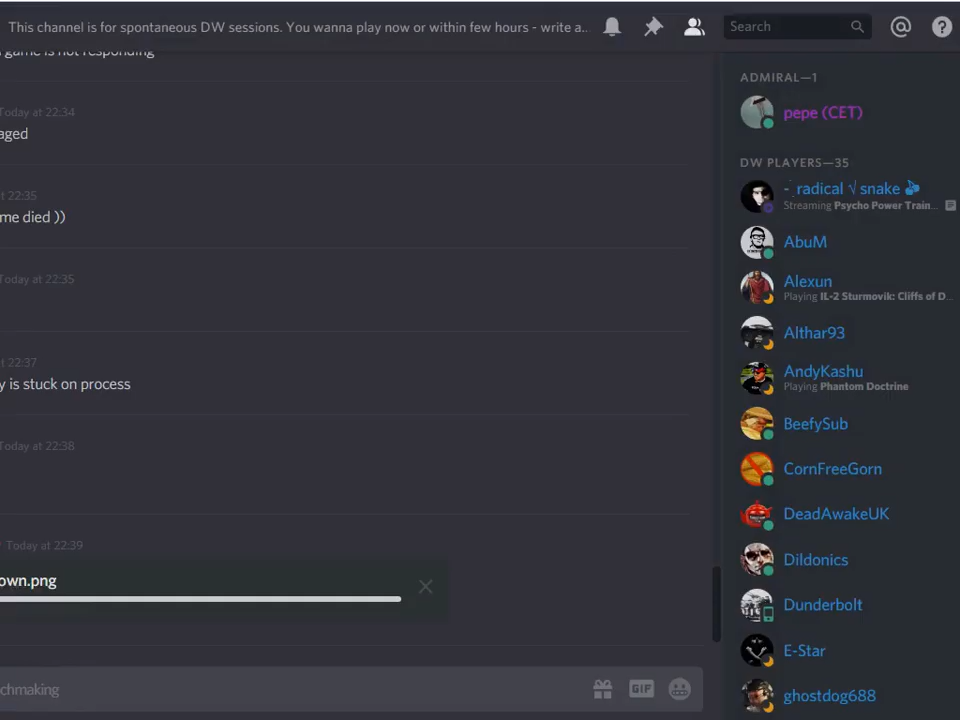 This channel is for spontaneous DW sessions. You wanna play now or within few hours - write a...
Search
game is not responding
Today at 22:34
aged
at 22:35
me died ))
Today at 22:35
at 22:37
y is stuck on process
Today at 22:38
Today at 22:39
own.png
chmaking
GIF
ADMIRAL—1
pepe (CET)
DW PLAYERS—35
-¨radical √ snake
Streaming Psycho Power Train...
AbuM
Alexun
Playing IL-2 Sturmovik: Cliffs of D...
Althar93
AndyKashu
Playing Phantom Doctrine
BeefySub
CornFreeGorn
DeadAwakeUK
Dildonics
Dunderbolt
E-Star
ghostdog688